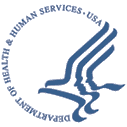 DEPARTMENT OF HEALTH & HUMAN SERVICES · USA